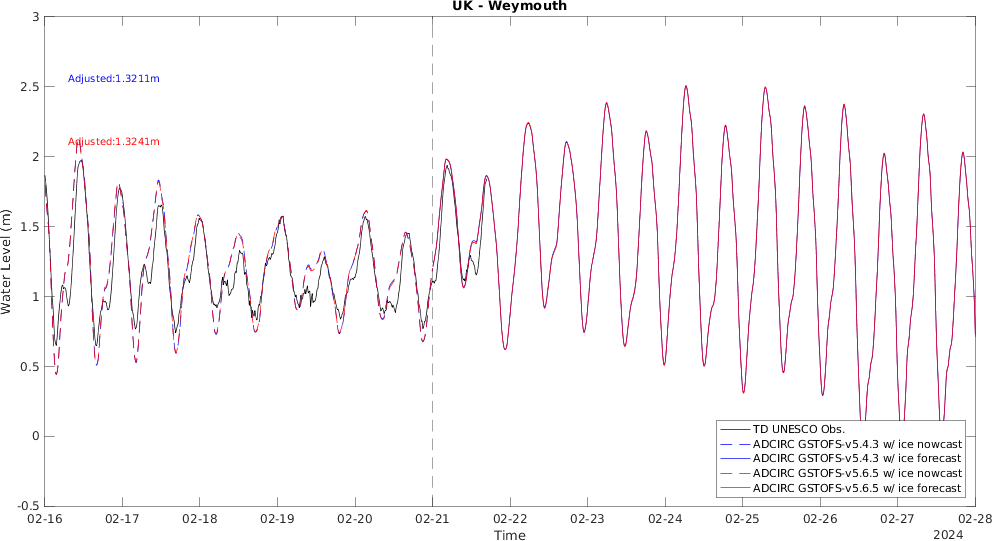 UK - Weymouth
3
2.5
2
1.5
1
0.5
0
-0.5
Water Level (m)
Adjusted:1.3211m
Adjusted:1.3241m
TD UNESCO Obs.
ADCIRC GSTOFS-v5.4.3 w/ ice nowcast
ADCIRC GSTOFS-v5.4.3 w/ ice forecast
ADCIRC GSTOFS-v5.6.5 w/ ice nowcast
ADCIRC GSTOFS-v5.6.5 w/ ice forecast
02-16 02-17 02-18 02-19 02-20 02-21 02-22 02-23 02-24 02-25 02-26 02-27 02-28
Time
2024